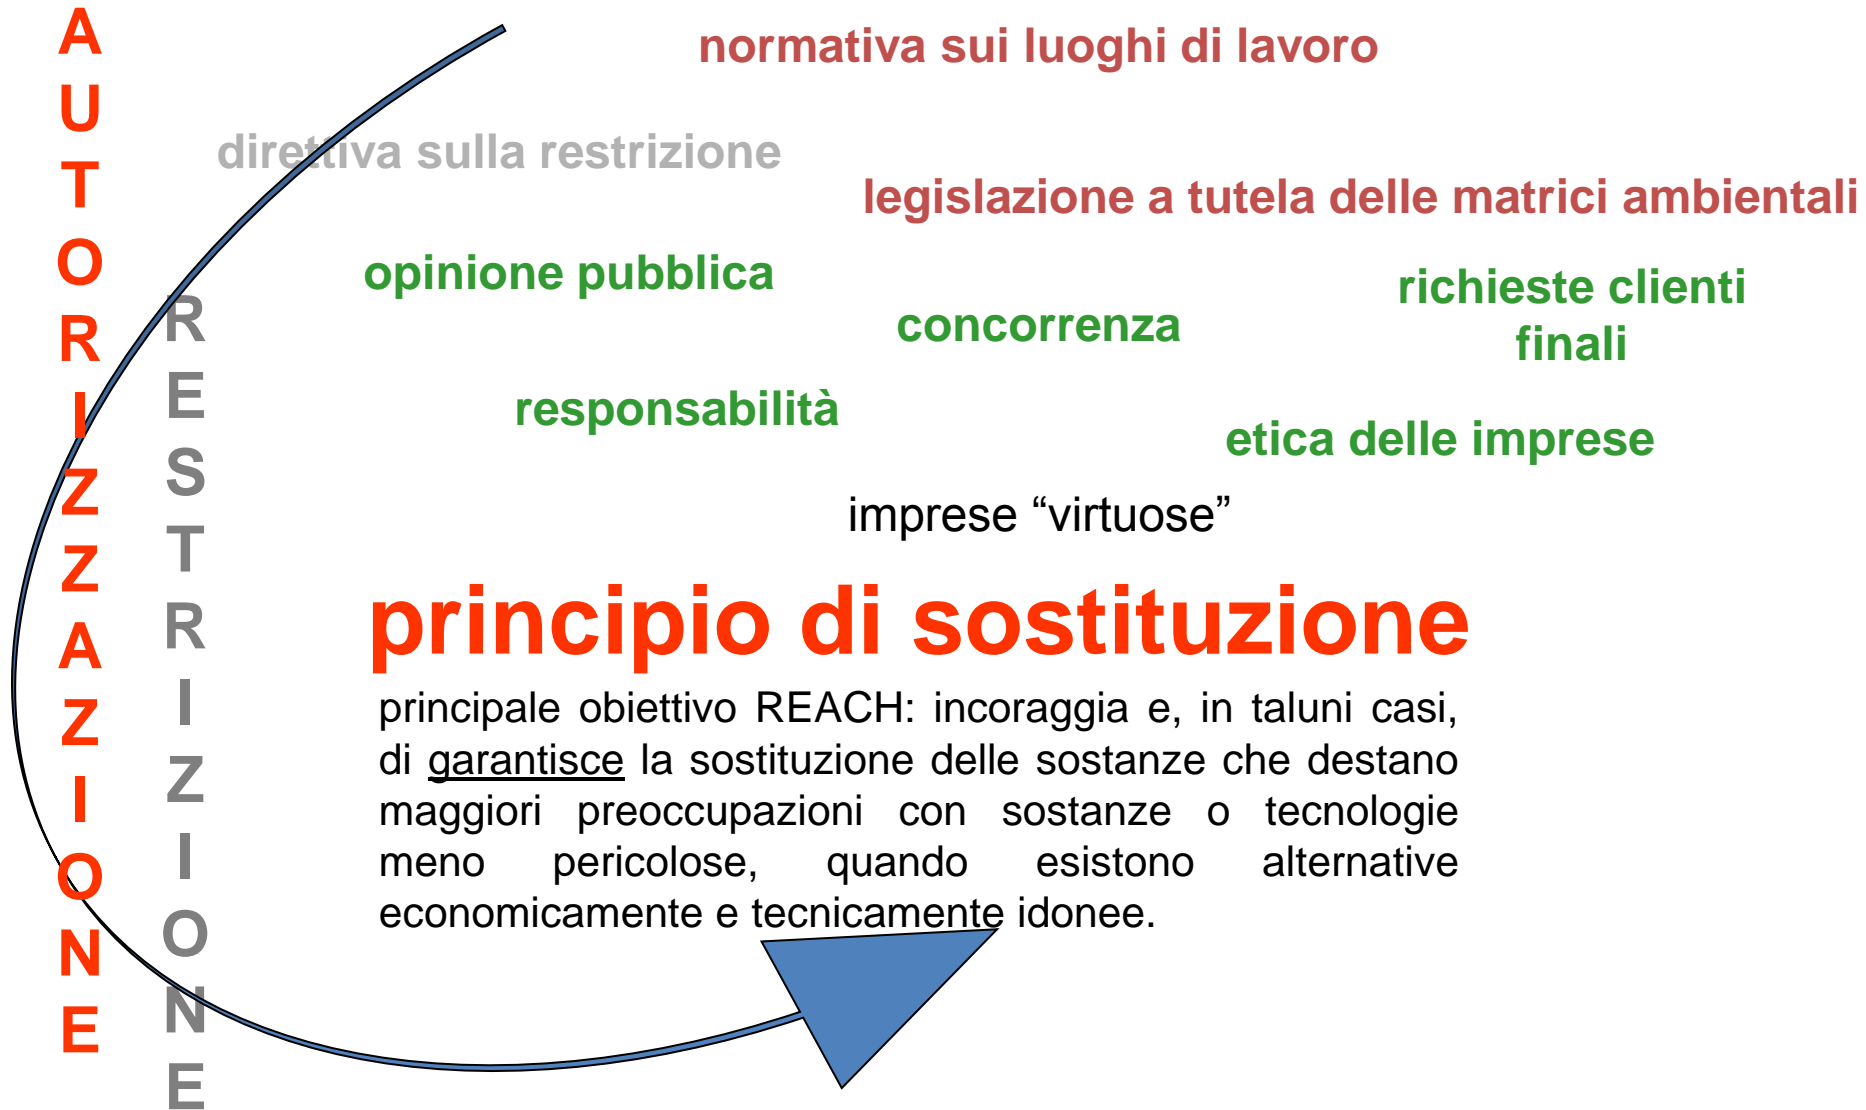 AUTORIZZAZIONE
RESTRIZIONE
normativa sui luoghi di lavoro
direttiva sulla restrizione
legislazione a tutela delle matrici ambientali
opinione pubblica
richieste clienti
finali
concorrenza
responsabilità
etica delle imprese
imprese “virtuose”
principio di sostituzione
principale obiettivo REACH: incoraggia e, in taluni casi,
di garantisce la sostituzione delle sostanze che destano
maggiori preoccupazioni con sostanze o tecnologie
meno pericolose, quando esistono alternative
economicamente e tecnicamente idonee.